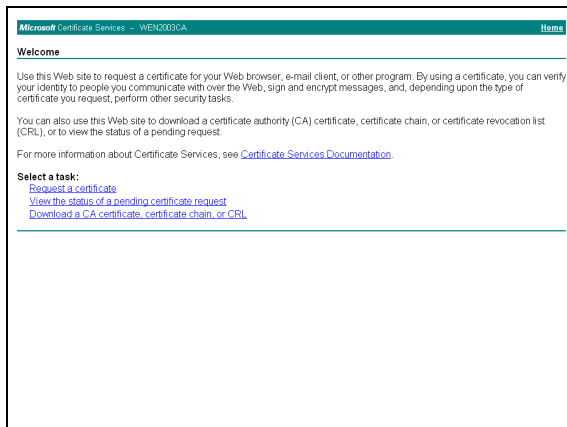 Microsoft Certificate Services -- WEN2003CA Home
Welcome
Use this Web site to request a certificate for your Web browser, e-mail client, or other program. By using a certificate, you can verify
your identity to people you communicate with over the Web, sign and encrypt messages, and, depending upon the type of
certificate you request, perform other security tasks.
You can also use this Web site to download a certificate authority (CA) certificate, certificate chain, or certificate revocation list
(CRL), or to view the status of a pending request.
For more information about Certificate Services, see Certificate Services Documentation.
Select a task:
Request a certificate
View the status of a pending certificate request
Download a CA certificate, certificate chain, or CRL